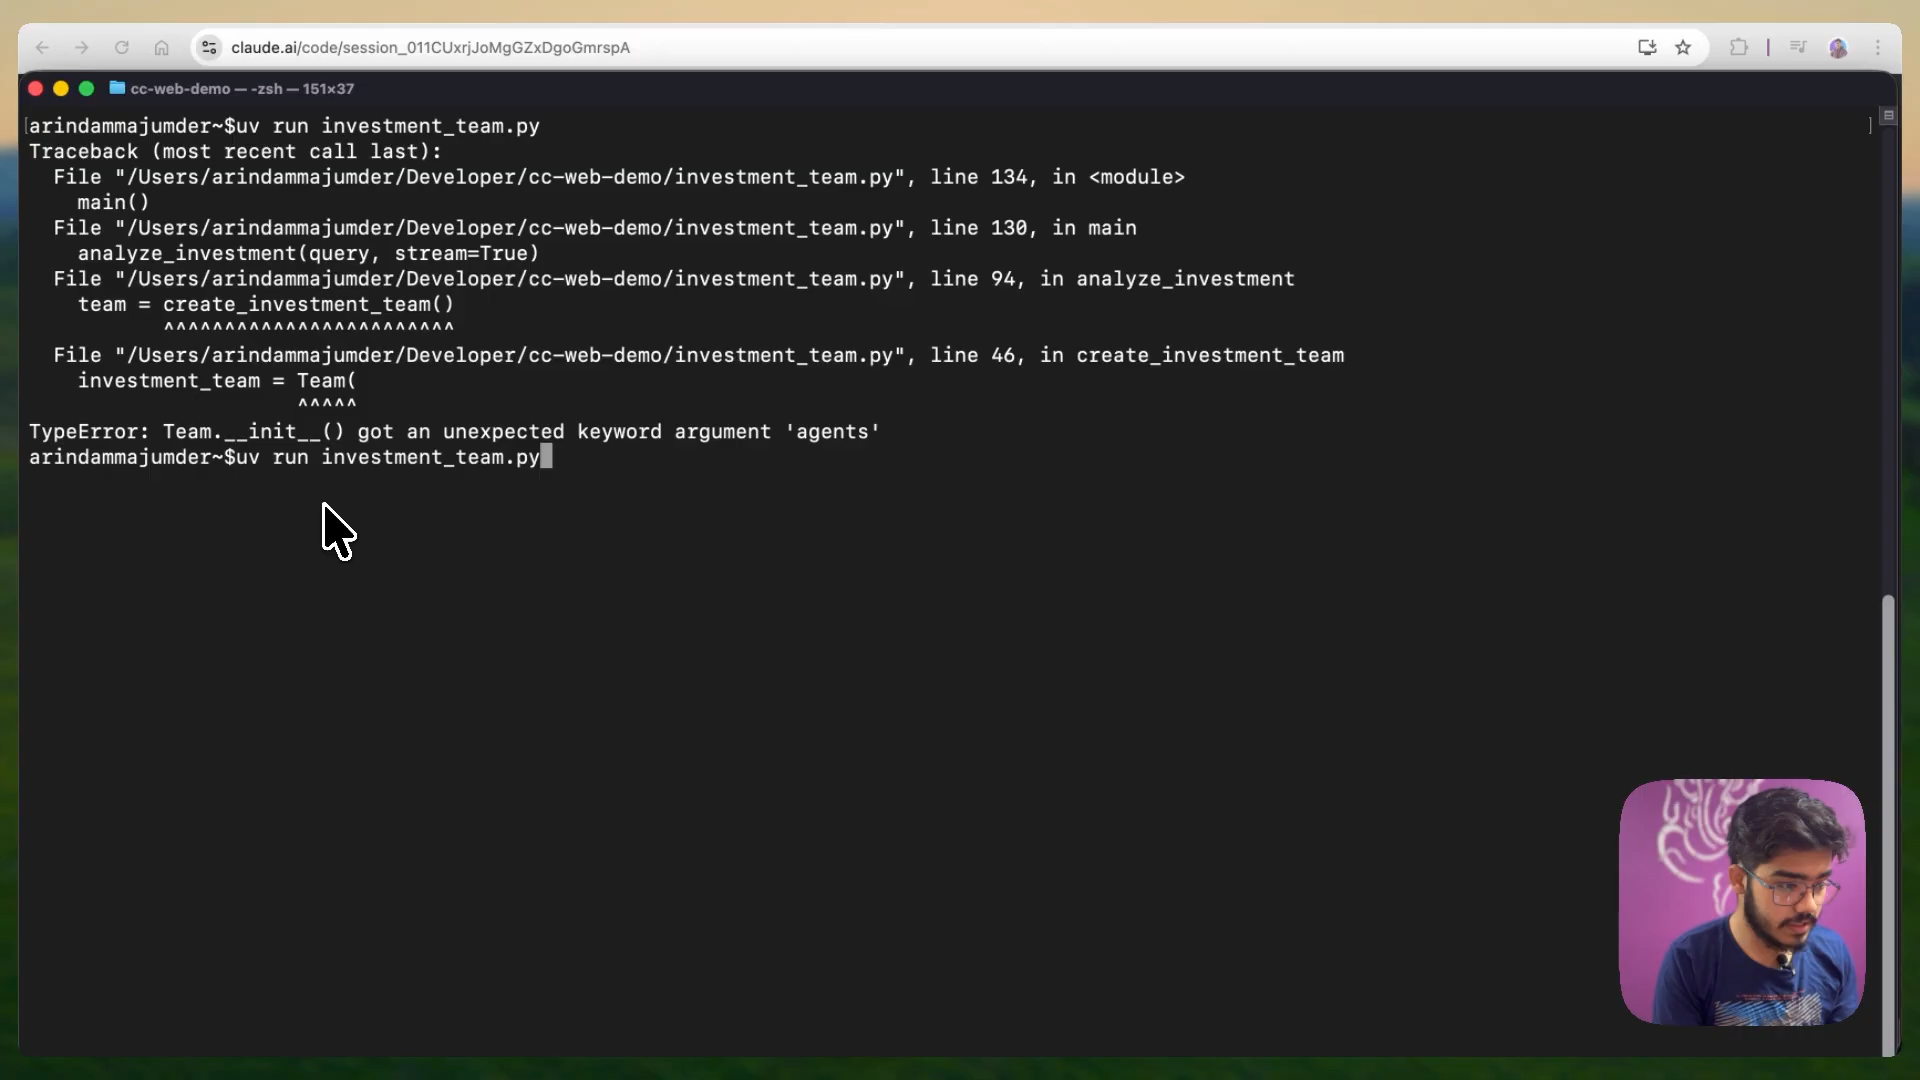 claude.ai/code/session_011CUxrjJoMgGZxDgoGmrspA
cc-web-demo — -zsh — 151×37
[arindammajumder~$uv run investment_team.py ]
Traceback (most recent call last):
  File "/Users/arindammajumder/Developer/cc-web-demo/investment_team.py", line 134, in <module>
    main()
  File "/Users/arindammajumder/Developer/cc-web-demo/investment_team.py", line 130, in main
    analyze_investment(query, stream=True)
  File "/Users/arindammajumder/Developer/cc-web-demo/investment_team.py", line 94, in analyze_investment
    team = create_investment_team()
           ^^^^^^^^^^^^^^^^^^^^^^^^
  File "/Users/arindammajumder/Developer/cc-web-demo/investment_team.py", line 46, in create_investment_team
    investment_team = Team(
                      ^^^^^
TypeError: Team.__init__() got an unexpected keyword argument 'agents'
arindammajumder~$uv run investment_team.py